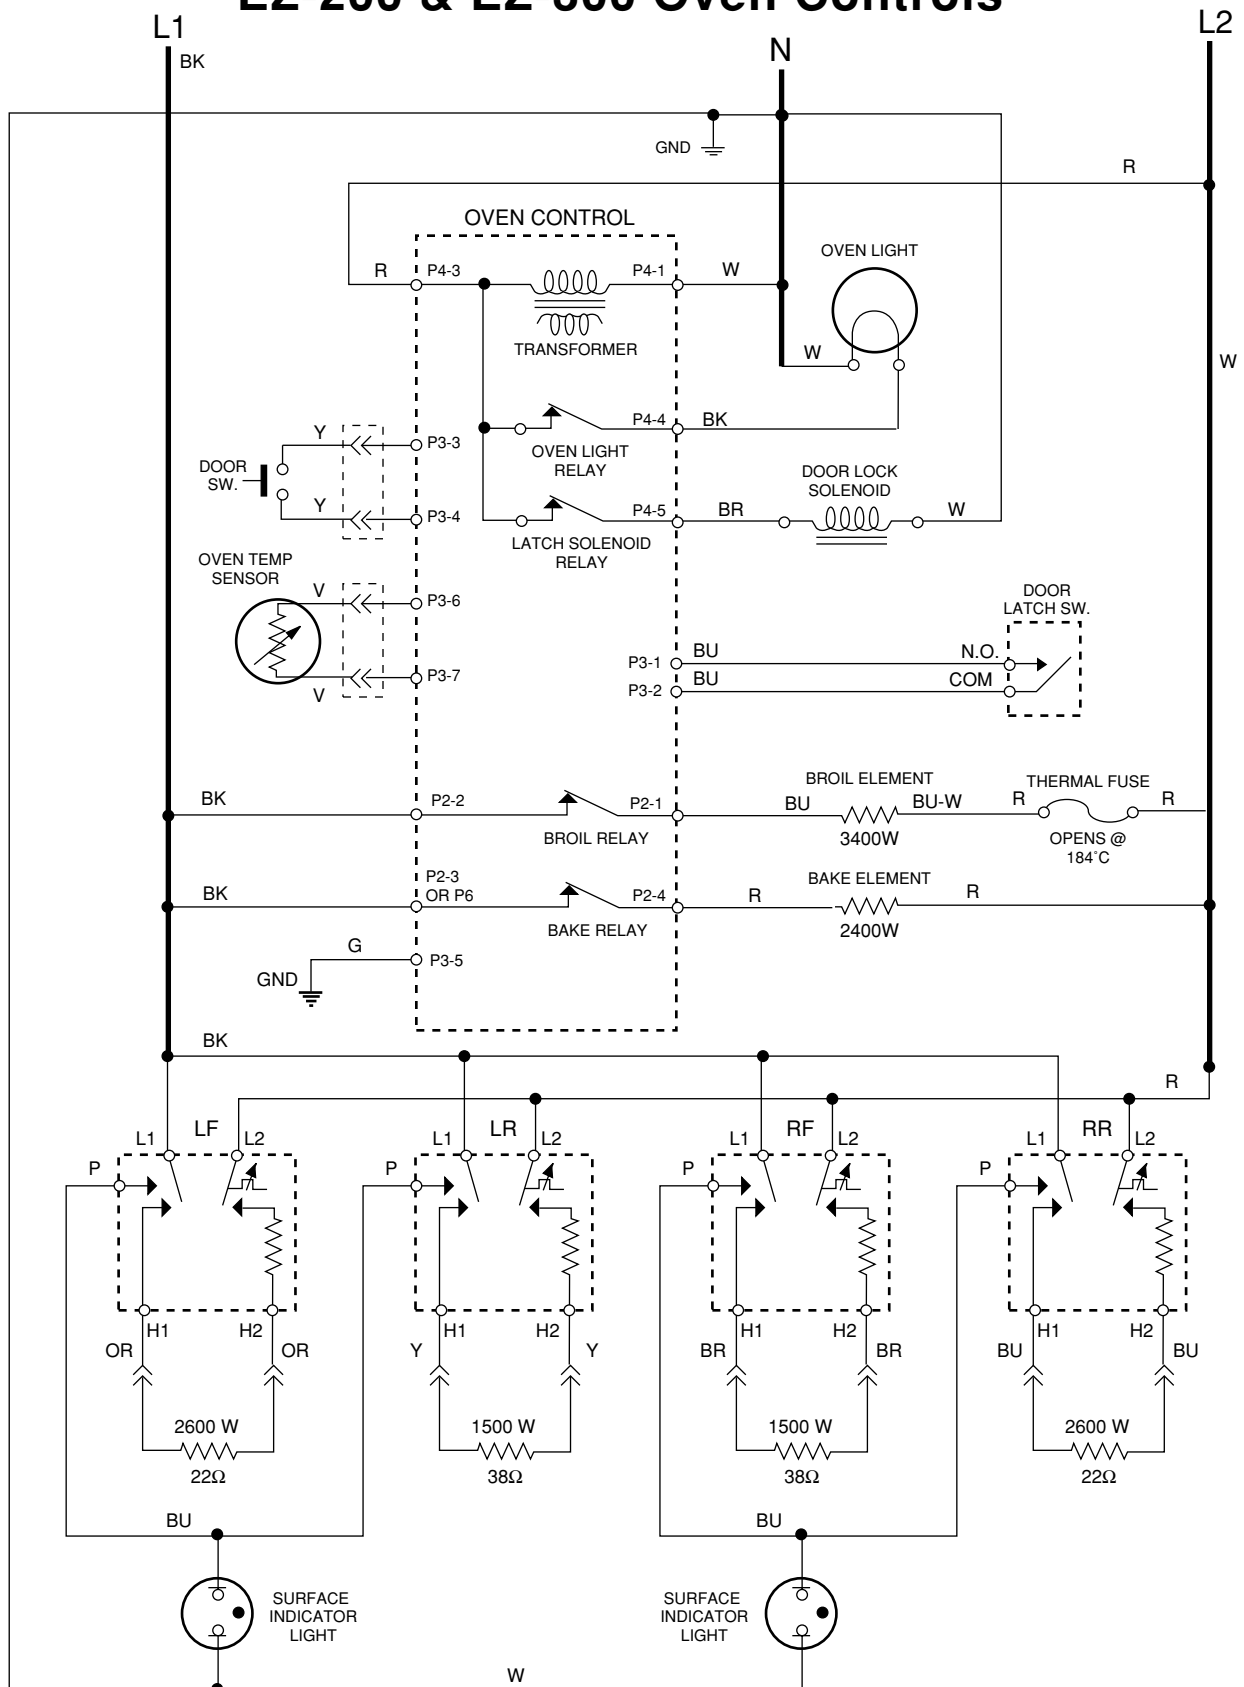 EZ-200 & EZ-800 Oven Controls
L1
N
L2
BK
GND
R
OVEN CONTROL
OVEN LIGHT
R
P4-3
P4-1
W
TRANSFORMER
W
W
Y
P4-4
BK
P3-3
OVEN LIGHT
RELAY
DOOR
SW.
DOOR LOCK
SOLENOID
Y
P3-4
P4-5
BR
W
LATCH SOLENOID
RELAY
OVEN TEMP
SENSOR
V
P3-6
DOOR
LATCH SW.
P3-1
BU
N.O.
P3-7
P3-2
BU
COM
V
BROIL ELEMENT
THERMAL FUSE
BK
P2-2
P2-1
BU
BU-W
R
R
BROIL RELAY
3400W
OPENS @
184˚C
P2-3
OR P6
BAKE ELEMENT
BK
P2-4
R
R
BAKE RELAY
2400W
G
P3-5
GND
BK
R
L1
LF
L2
L1
LR
L2
L1
RF
L2
L1
RR
L2
P
P
P
P
H1
H2
H1
H2
H1
H2
H1
H2
OR
OR
Y
Y
BR
BR
BU
BU
2600 W
1500 W
1500 W
2600 W
22Ω
38Ω
38Ω
22Ω
BU
BU
SURFACE
INDICATOR
LIGHT
SURFACE
INDICATOR
LIGHT
W